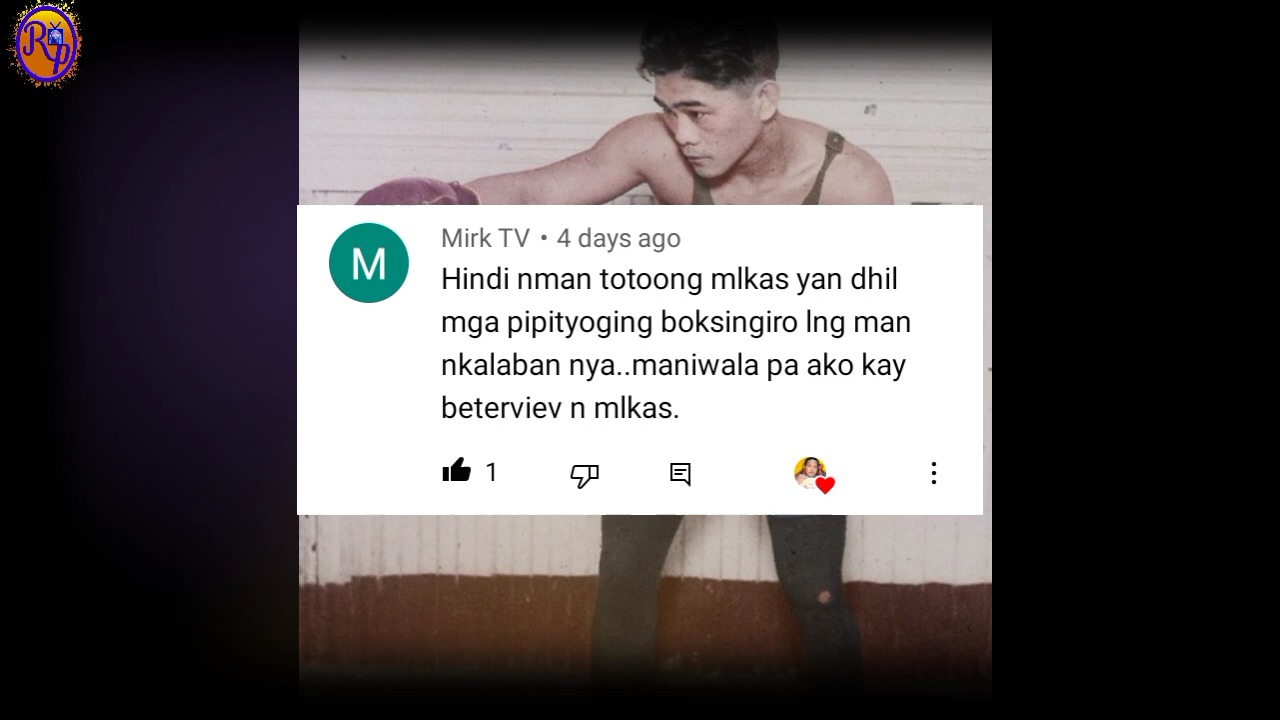 Rp
M
Mirk TV • 4 days ago
Hindi nman totoong mlkas yan dhil
mga pipityoging boksingiro lng man
nkalaban nya..maniwala pa ako kay
beterviev n mlkas.
1